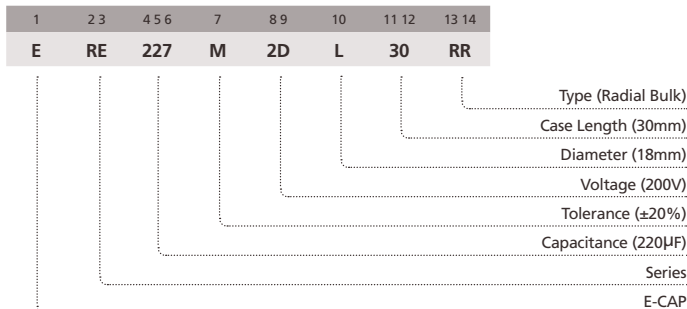 1 2 3 4 5 6 7 8 9 10 11 12 13 14
E RE 227 M 2D L 30 RR
Type (Radial Bulk)
Case Length (30mm)
Diameter (18mm)
Voltage (200V)
Tolerance (±20%)
Capacitance (220µF)
Series
E-CAP